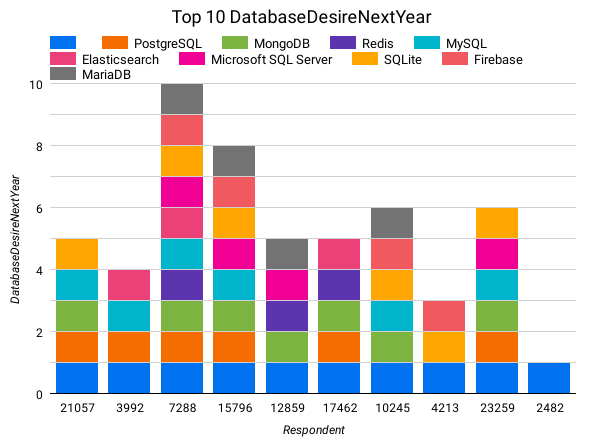 Top 10 DatabaseDesireNextYear
PostgreSQL MongoDB Redis MySQL
Elasticsearch Microsoft SQL Server SQLite Firebase
MariaDB
10
8
6
4
2
0
DatabaseDesireNextYear
21057 3992 7288 15796 12859 17462 10245 4213 23259 2482
Respondent